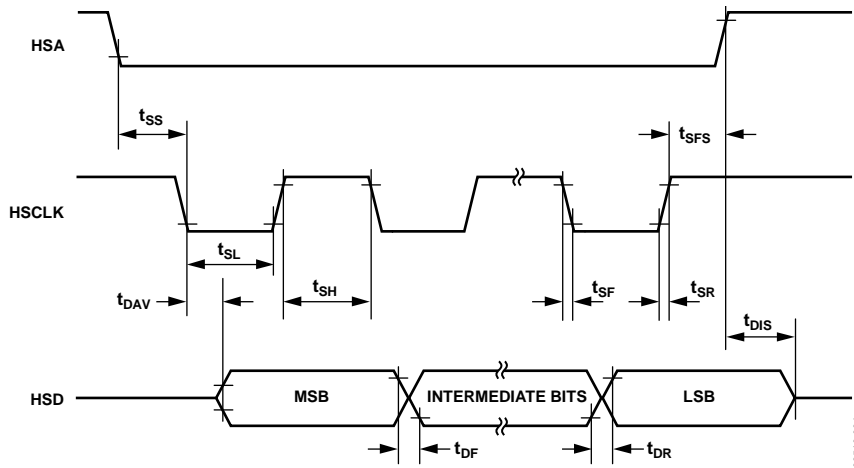 HSA
tSS
tSFS
HSCLK
tSL
tSH
tSF
tSR
tDAV
tDIS
HSD
MSB
INTERMEDIATE BITS
LSB
tDF
tDR